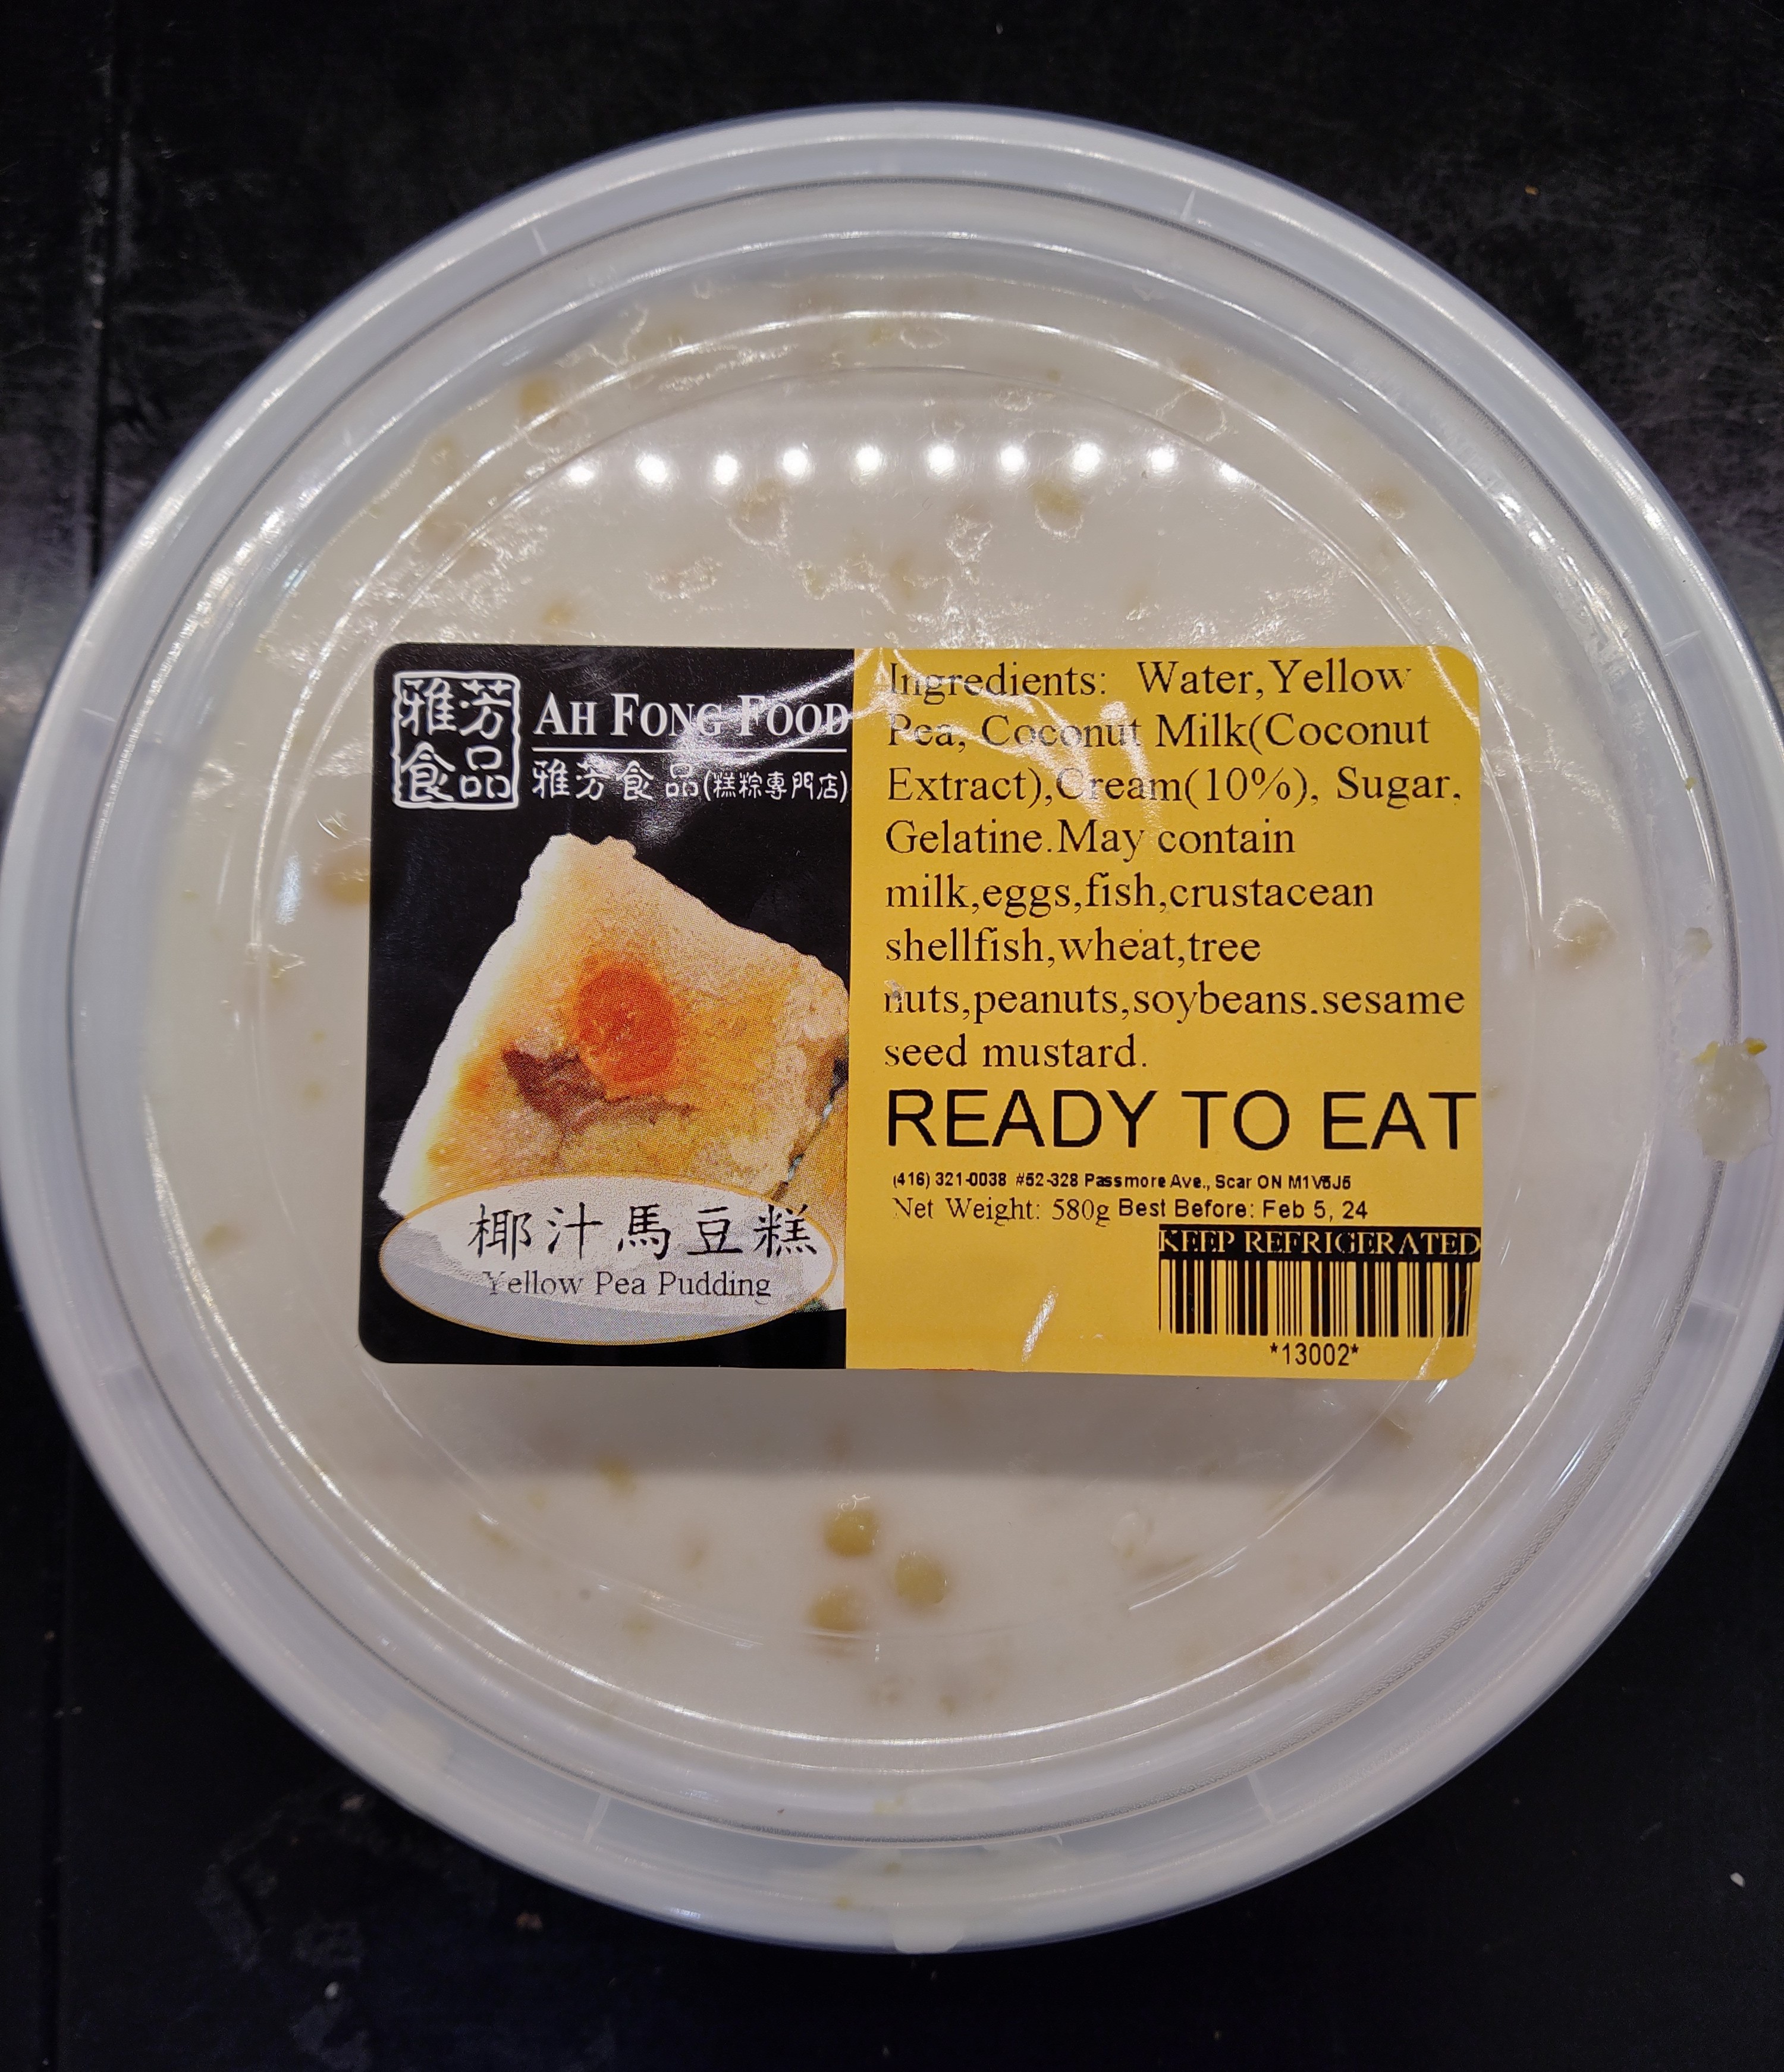 雅芳
食品
AH FONG FOOD
雅芳食品(糕粽專門店)
椰汁馬豆糕
Yellow Pea Pudding
Ingredients: Water,Yellow
Pea, Coconut Milk(Coconut
Extract),Cream(10%), Sugar,
Gelatine.May contain
milk,eggs,fish,crustacean
shellfish,wheat,tree
nuts,peanuts,soybeans.sesame
seed mustard.
READY TO EAT
(416) 321-0038 #52-328 Passmore Ave., Scar ON M1V5J5
Net Weight: 580g Best Before: Feb 5, 24
KEEP REFRIGERATED
*13002*